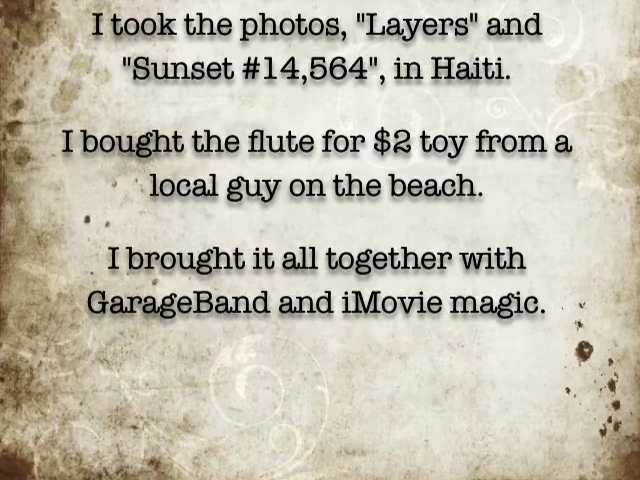 I took the photos, "Layers" and
"Sunset #14,564", in Haiti.
I bought the flute for $2 toy from a
local guy on the beach.
I brought it all together with
GarageBand and iMovie magic.